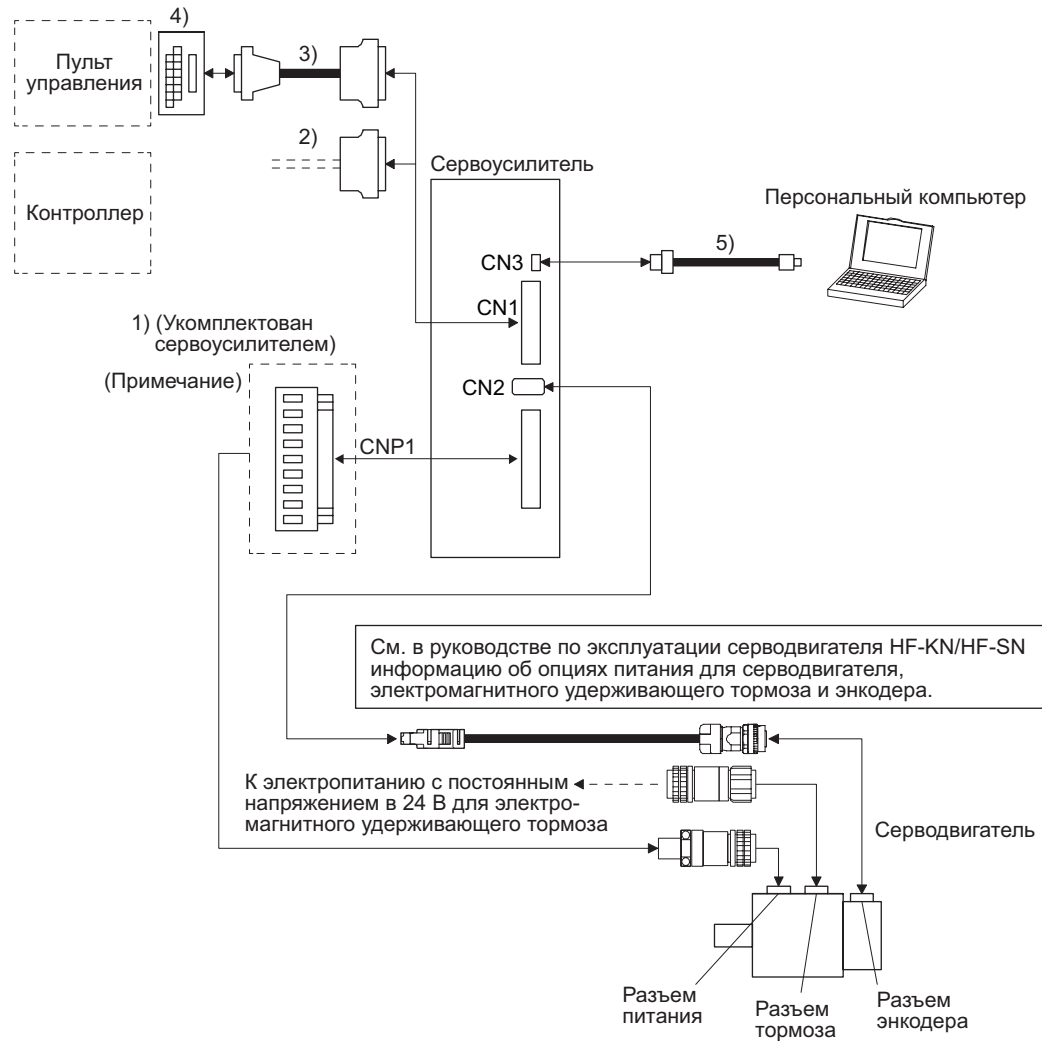 4)
Пульт
управления
3)
2)
Контроллер
Сервоусилитель
Персональный компьютер
5)
CN3
CN1
1) (Укомплектован
сервоусилителем)
(Примечание)
CN2
CNP1
См. в руководстве по эксплуатации серводвигателя HF-KN/HF-SN
информацию об опциях питания для серводвигателя,
электромагнитного удерживающего тормоза и энкодера.
К электропитанию с постоянным
напряжением в 24 В для электро-
магнитного удерживающего тормоза
Серводвигатель
Разъем
питания
Разъем
тормоза
Разъем
энкодера